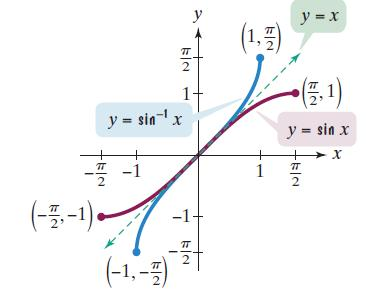 y
y = x
(1, π/2)
π/2
1
(π/2, 1)
y = sin⁻¹ x
y = sin x
x
-π/2 -1 1 π/2
(-π/2, -1)
-1
-π/2
(-1, -π/2)